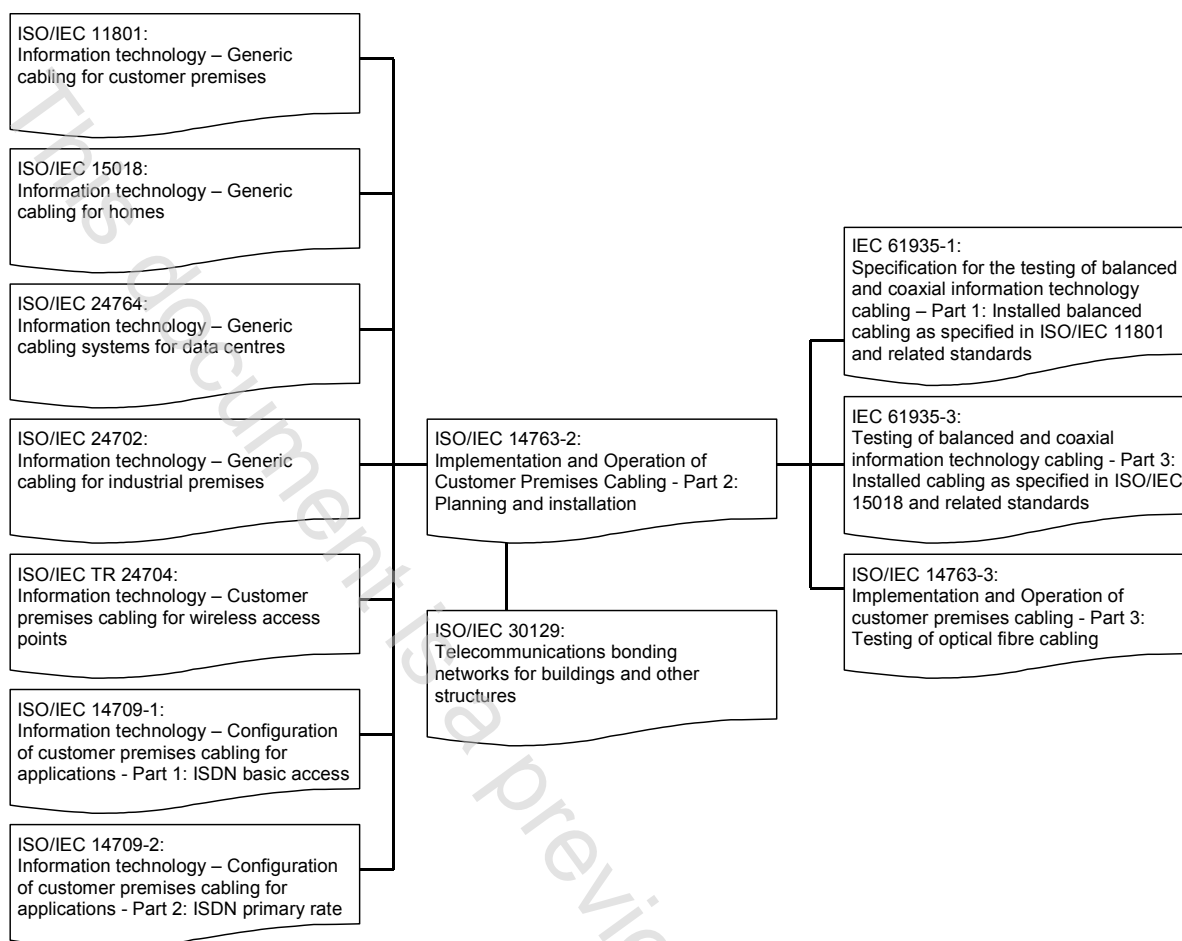 ISO/IEC 11801:
Information technology – Generic
cabling for customer premises
ISO/IEC 15018:
Information technology – Generic
cabling for homes
ISO/IEC 24764:
Information technology – Generic
cabling systems for data centres
ISO/IEC 24702:
Information technology – Generic
cabling for industrial premises
ISO/IEC TR 24704:
Information technology – Customer
premises cabling for wireless access
points
ISO/IEC 14709-1:
Information technology – Configuration
of customer premises cabling for
applications - Part 1: ISDN basic access
ISO/IEC 14709-2:
Information technology – Configuration
of customer premises cabling for
applications - Part 2: ISDN primary rate
ISO/IEC 14763-2:
Implementation and Operation of
Customer Premises Cabling - Part 2:
Planning and installation
ISO/IEC 30129:
Telecommunications bonding
networks for buildings and other
structures
IEC 61935-1:
Specification for the testing of balanced
and coaxial information technology
cabling – Part 1: Installed balanced
cabling as specified in ISO/IEC 11801
and related standards
IEC 61935-3:
Testing of balanced and coaxial
information technology cabling - Part 3:
Installed cabling as specified in ISO/IEC
15018 and related standards
ISO/IEC 14763-3:
Implementation and Operation of
customer premises cabling - Part 3:
Testing of optical fibre cabling
This document is a